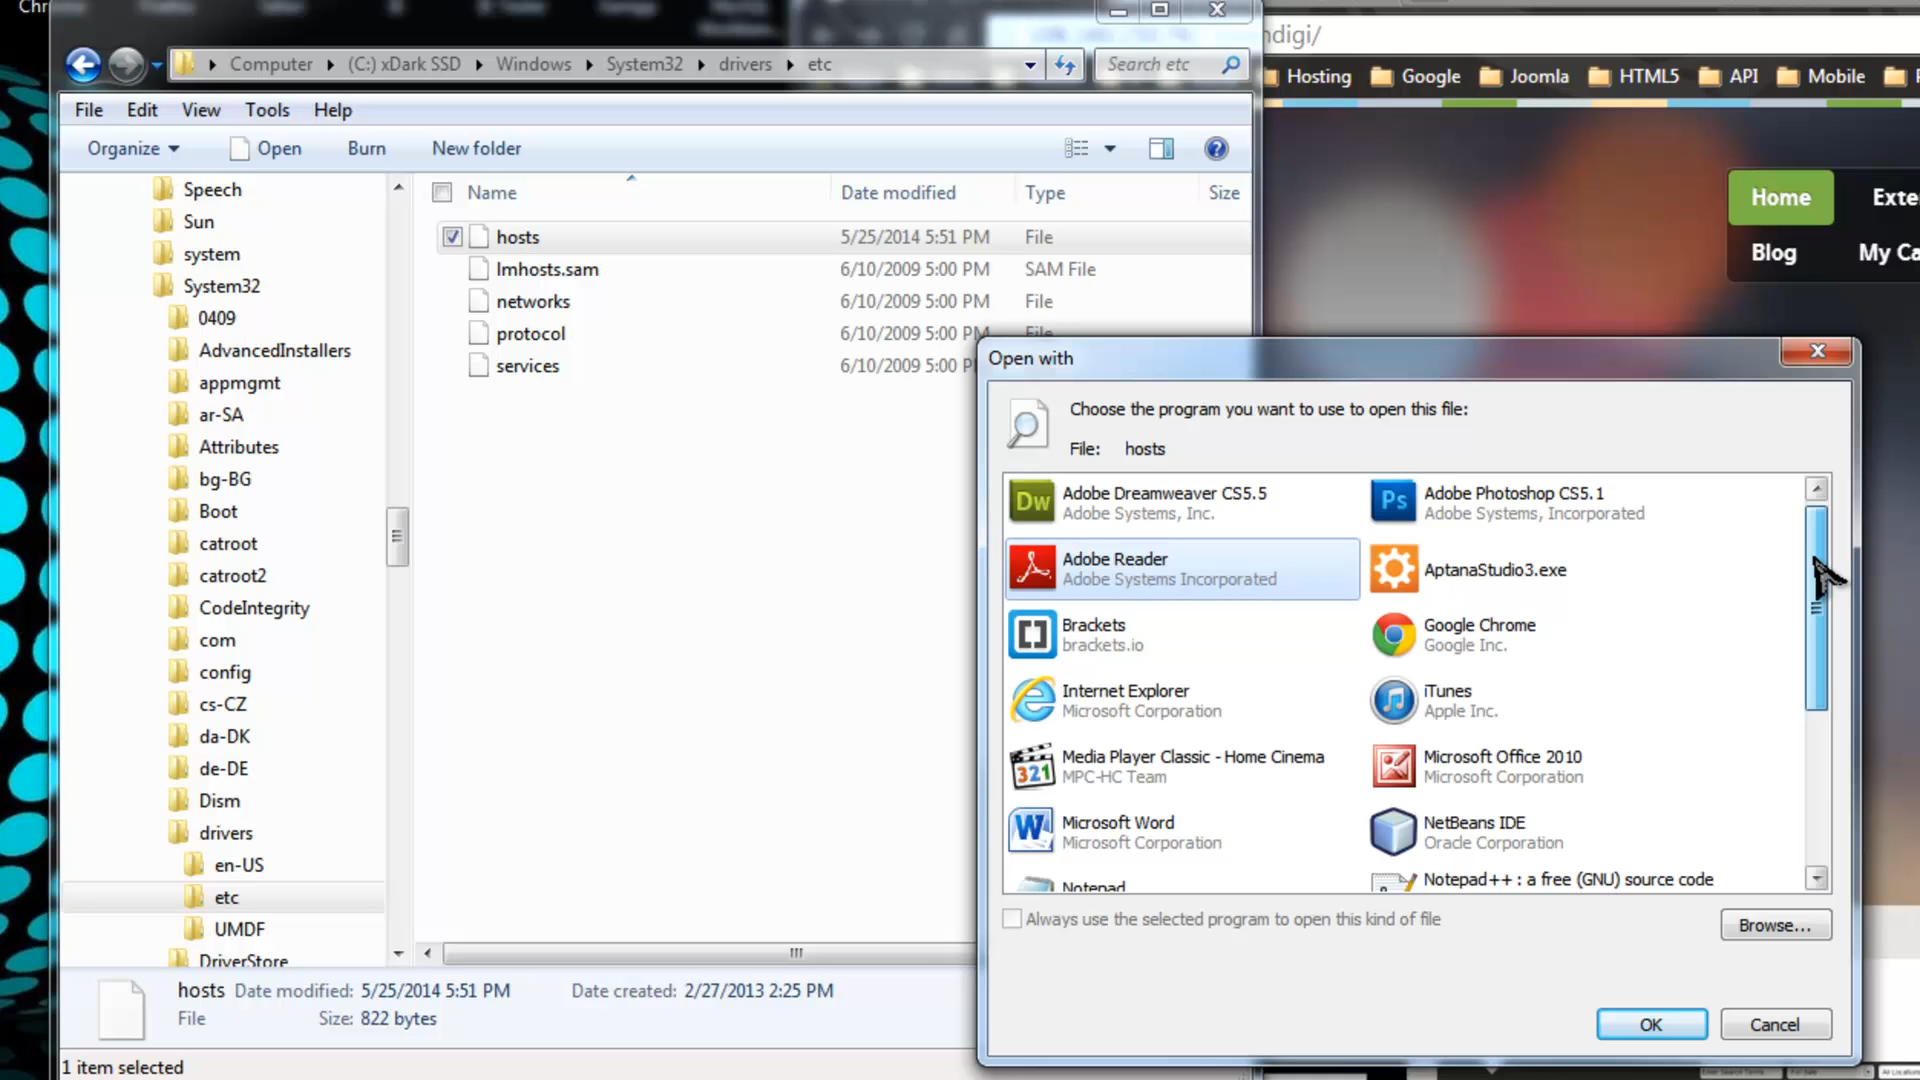 Chr
Computer
(C:) xDark SSD
Windows
System32
drivers
etc
Search etc
File
Edit
View
Tools
Help
Organize
Open
Burn
New folder
Speech
Sun
system
System32
0409
AdvancedInstallers
appmgmt
ar-SA
Attributes
bg-BG
Boot
catroot
catroot2
CodeIntegrity
com
config
cs-CZ
da-DK
de-DE
Dism
drivers
en-US
etc
UMDF
DriverStore
Name
Date modified
Type
Size
hosts
5/25/2014 5:51 PM
File
lmhosts.sam
6/10/2009 5:00 PM
SAM File
networks
6/10/2009 5:00 PM
File
protocol
6/10/2009 5:00 PM
File
services
6/10/2009 5:00 P
hosts Date modified: 5/25/2014 5:51 PM
Date created: 2/27/2013 2:25 PM
File
Size: 822 bytes
1 item selected
ndigi/
Hosting
Google
Joomla
HTML5
API
Mobile
Home
Exte
Blog
My Ca
Open with
Choose the program you want to use to open this file:
File: hosts
Dw
Adobe Dreamweaver CS5.5
Adobe Systems, Inc.
Ps
Adobe Photoshop CS5.1
Adobe Systems, Incorporated
Adobe Reader
Adobe Systems Incorporated
AptanaStudio3.exe
Brackets
brackets.io
Google Chrome
Google Inc.
Internet Explorer
Microsoft Corporation
iTunes
Apple Inc.
321
Media Player Classic - Home Cinema
MPC-HC Team
Microsoft Office 2010
Microsoft Corporation
W
Microsoft Word
Microsoft Corporation
NetBeans IDE
Oracle Corporation
Notepad
Notepad++ : a free (GNU) source code
Always use the selected program to open this kind of file
Browse...
OK
Cancel